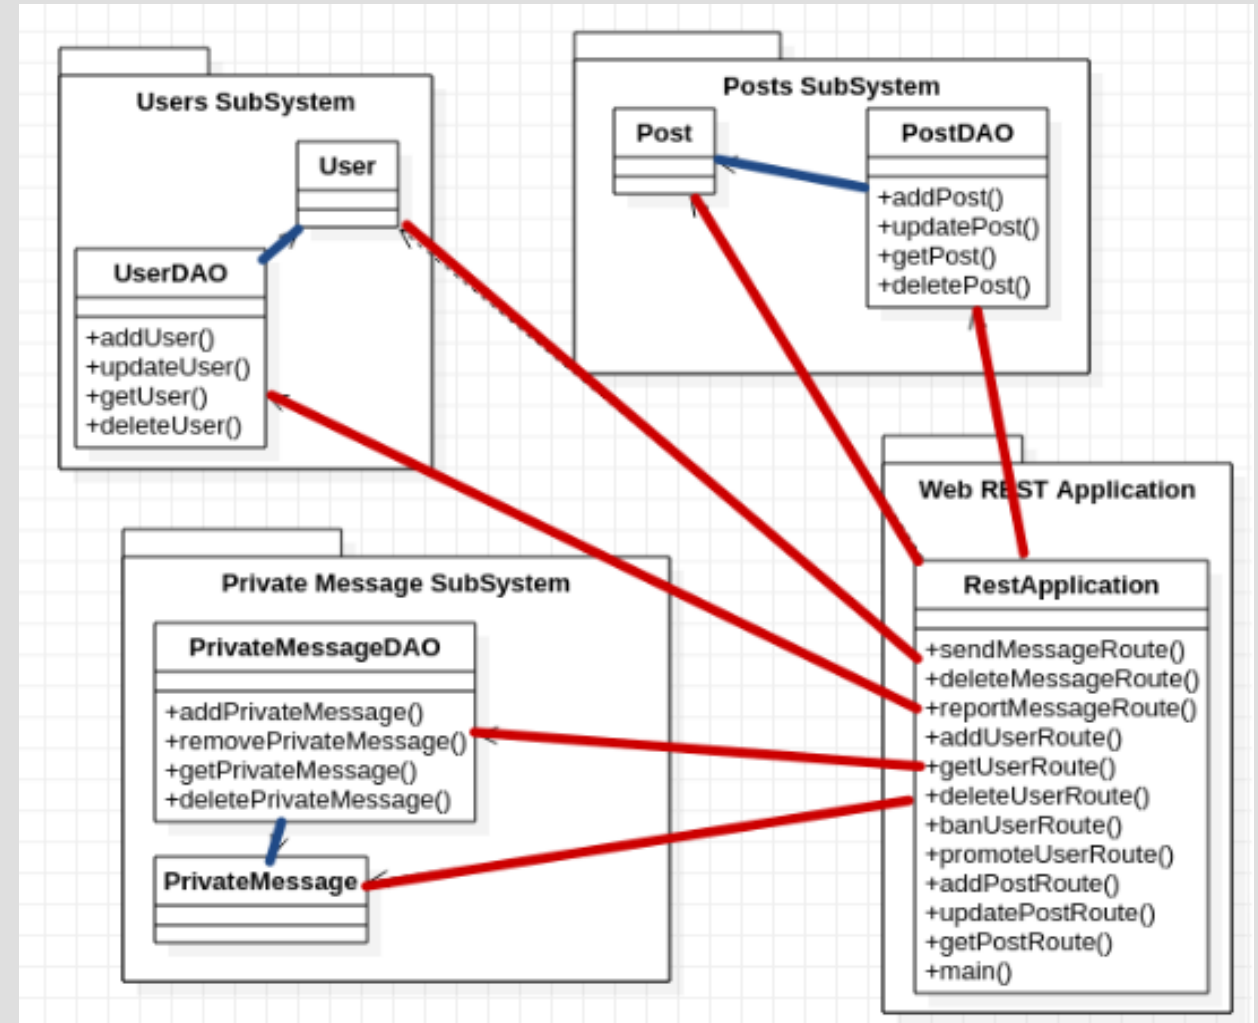 Users SubSystem
User
UserDAO
+addUser()
+updateUser()
+getUser()
+deleteUser()
Posts SubSystem
Post
PostDAO
+addPost()
+updatePost()
+getPost()
+deletePost()
Private Message SubSystem
PrivateMessageDAO
+addPrivateMessage()
+removePrivateMessage()
+getPrivateMessage()
+deletePrivateMessage()
PrivateMessage
Web REST Application
RestApplication
+sendMessageRoute()
+deleteMessageRoute()
+reportMessageRoute()
+addUserRoute()
+getUserRoute()
+deleteUserRoute()
+banUserRoute()
+promoteUserRoute()
+addPostRoute()
+updatePostRoute()
+getPostRoute()
+main()